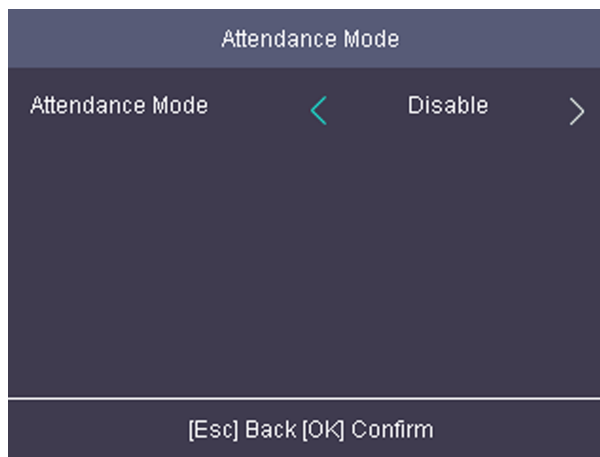 Attendance Mode
Attendance Mode < Disable >
[Esc] Back [OK] Confirm